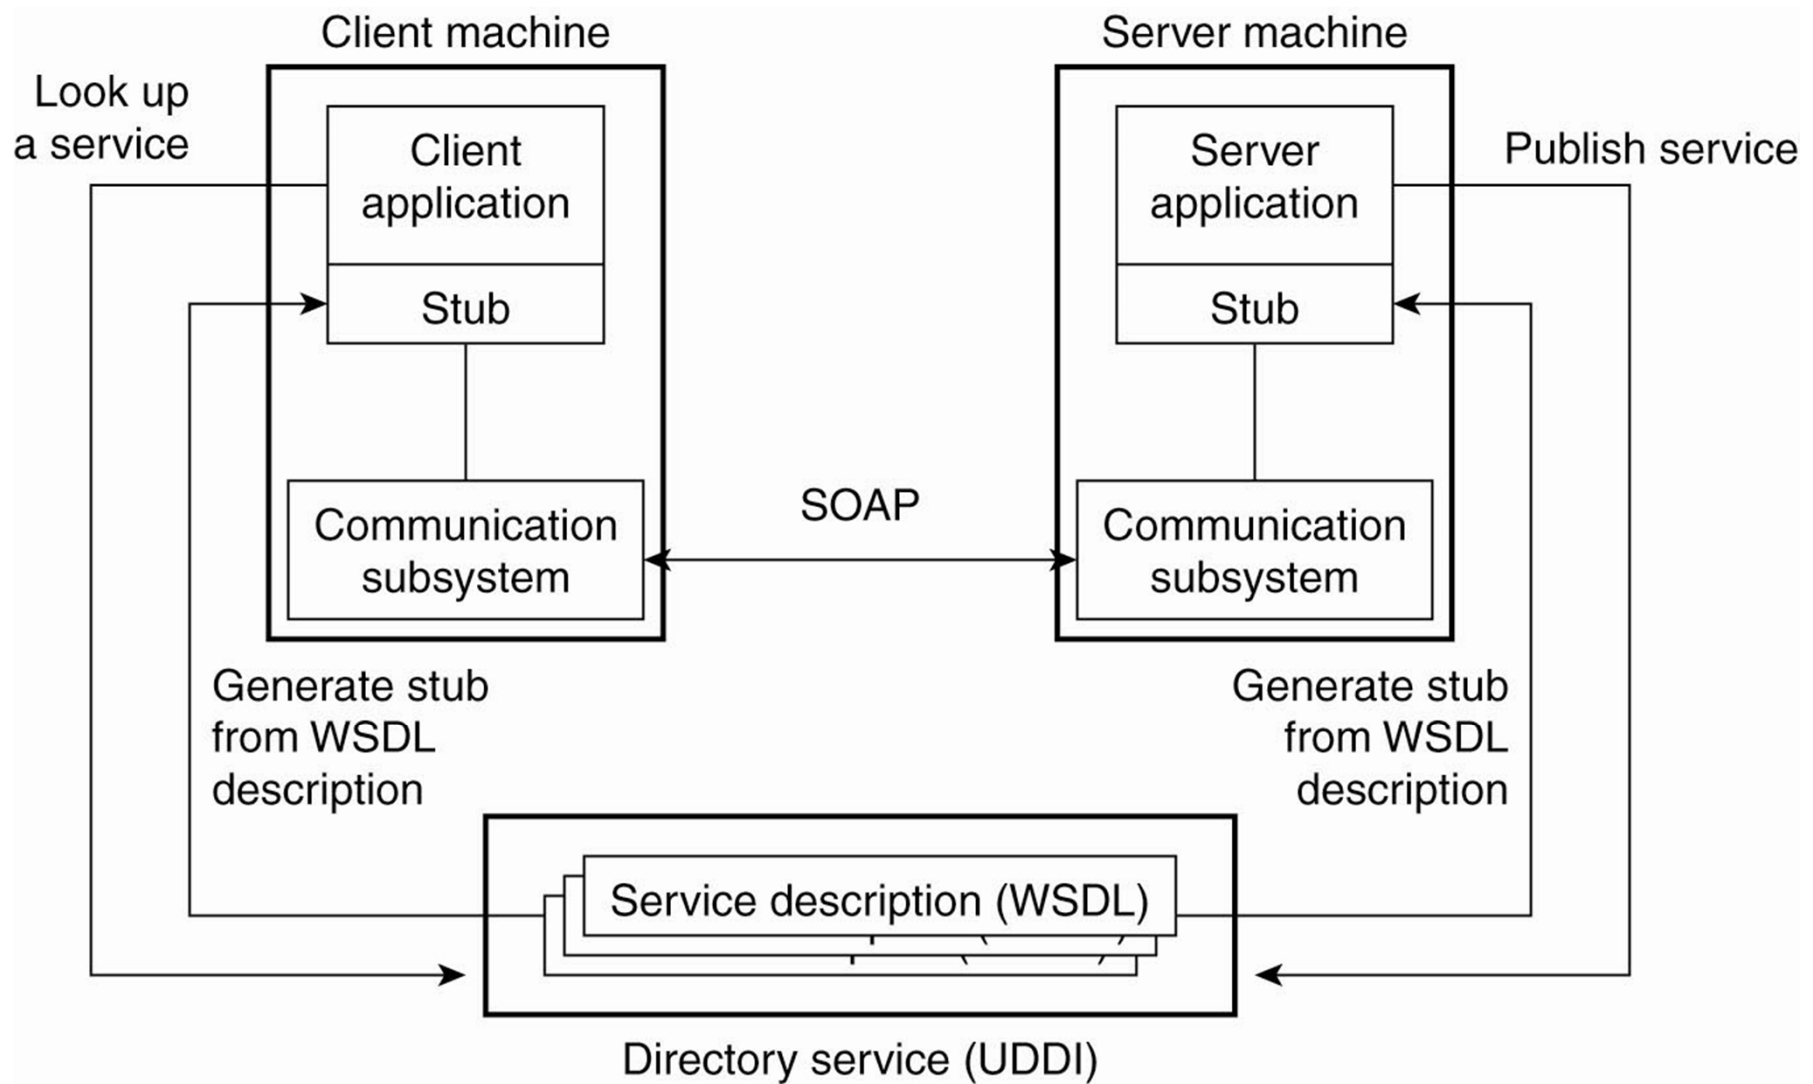 Client machine
Server machine
Look up
a service
Client
application
Stub
Server
application
Stub
Publish service
Communication
subsystem
SOAP
Communication
subsystem
Generate stub
from WSDL
description
Generate stub
from WSDL
description
Service description (WSDL)
Directory service (UDDI)